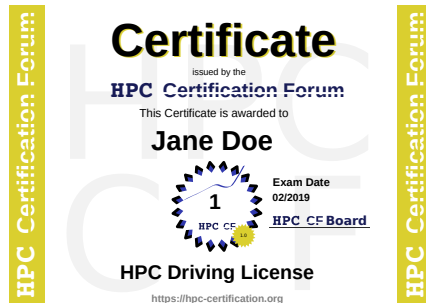 HPC Certification Forum
Certificate
issued by the
HPC Certification Forum
This Certificate is awarded to
Jane Doe
1
HPC CF
1.0
Exam Date
02/2019
HPC CF Board
HPC Driving License
https://hpc-certification.org
HPC Certification Forum
HPC
CF